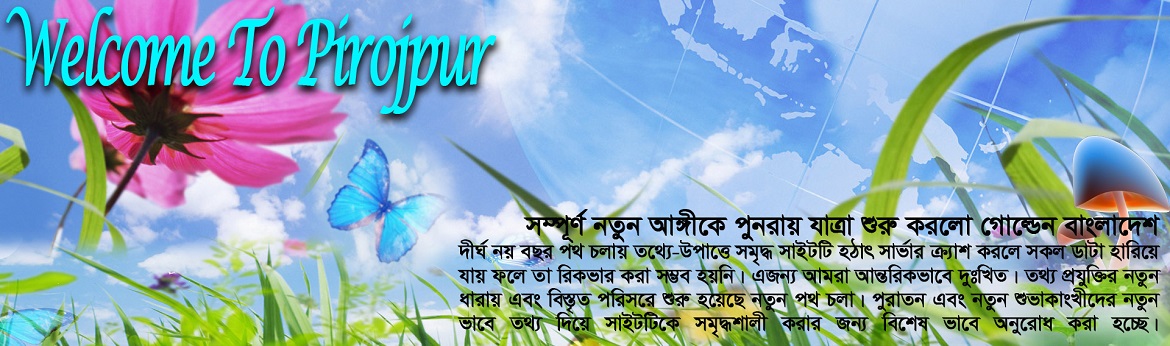 Welcome To Pirojpur
সম্পূর্ণ নতুন আঙ্গীকে পুনরায় যাত্রা শুরু করলো গোল্ডেন বাংলাদেশ
দীর্ঘ নয় বছর পথ চলায় তথ্যে-উপাত্তে সমৃদ্ধ সাইটটি হঠাৎ সার্ভার ক্র্যাশ করলে সকল ডাটা হারিয়ে
যায় ফলে তা রিকভার করা সম্ভব হয়নি। এজন্য আমরা আন্তরিকভাবে দুঃখিত। তথ্য প্রযুক্তির নতুন
ধারায় এবং বিস্তৃত পরিসরে শুরু হয়েছে নতুন পথ চলা। পুরাতন এবং নতুন শুভাকাংখীদের নতুন
ভাবে তথ্য দিয়ে সাইটটিকে সমৃদ্ধশালী করার জন্য বিশেষ ভাবে অনুরোধ করা হচ্ছে।